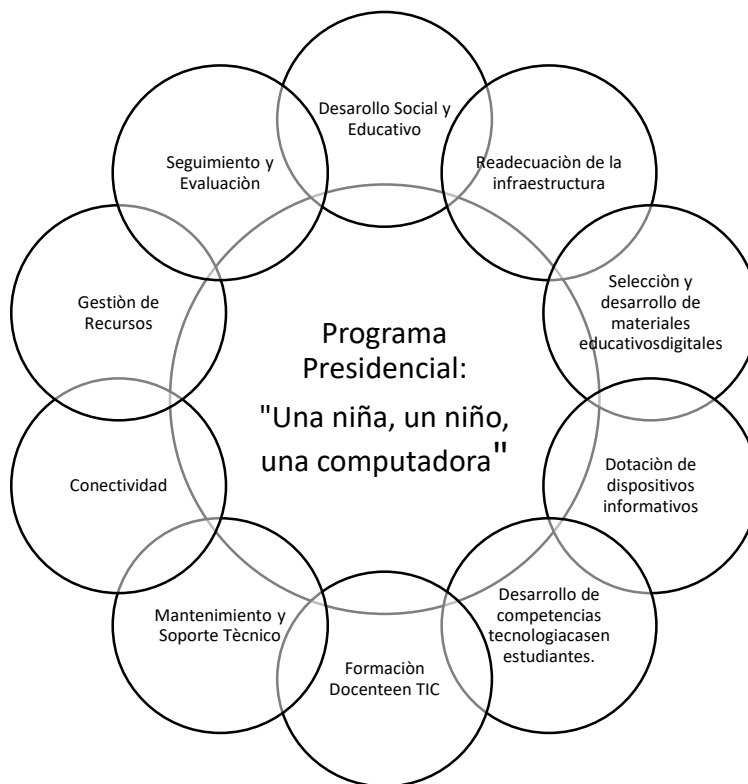 Desarollo Social y
Educativo
Readecuaciòn de la
infraestructura
Selecciòn y
desarrollo de
materiales
educativosdigitales
Dotaciòn de
dispositivos
informativos
Desarrollo de
competencias
tecnologiacasen
estudiantes.
Formaciòn
Docenteen TIC
Mantenimiento y
Soporte Tècnico
Conectividad
Gestiòn de
Recursos
Seguimiento y
Evaluaciòn
Programa
Presidencial:
"Una niña, un niño,
una computadora"